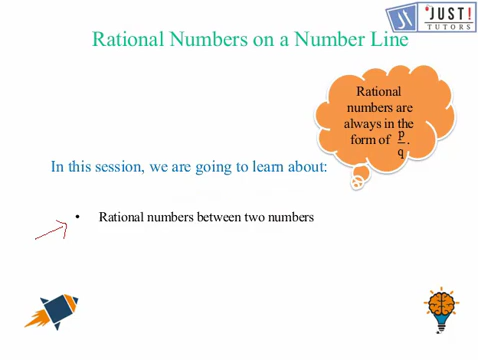 JUST!
TUTORS
Rational Numbers on a Number Line
Rational
numbers are
always in the
form of p/q.
In this session, we are going to learn about:
• Rational numbers between two numbers